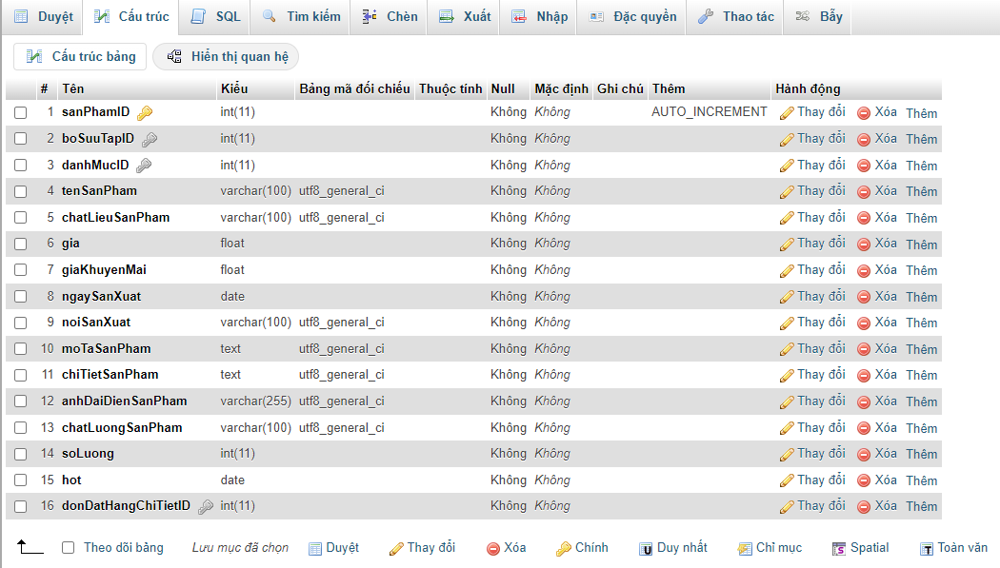 Duyệt Cấu trúc SQL Tìm kiếm Chèn Xuất Nhập Đặc quyền Thao tác Bẫy
Cấu trúc bảng Hiển thị quan hệ
# Tên Kiểu Bảng mã đối chiếu Thuộc tính Null Mặc định Ghi chú Thêm Hành động
1 sanPhamID int(11) Không Không AUTO_INCREMENT Thay đổi Xóa Thêm
2 boSuuTapID int(11) Không Không Thay đổi Xóa Thêm
3 danhMucID int(11) Không Không Thay đổi Xóa Thêm
4 tenSanPham varchar(100) utf8_general_ci Không Không Thay đổi Xóa Thêm
5 chatLieuSanPham varchar(100) utf8_general_ci Không Không Thay đổi Xóa Thêm
6 gia float Không Không Thay đổi Xóa Thêm
7 giaKhuyenMai float Không Không Thay đổi Xóa Thêm
8 ngaySanXuat date Không Không Thay đổi Xóa Thêm
9 noiSanXuat varchar(100) utf8_general_ci Không Không Thay đổi Xóa Thêm
10 moTaSanPham text utf8_general_ci Không Không Thay đổi Xóa Thêm
11 chiTietSanPham text utf8_general_ci Không Không Thay đổi Xóa Thêm
12 anhDaiDienSanPham varchar(255) utf8_general_ci Không Không Thay đổi Xóa Thêm
13 chatLuongSanPham varchar(100) utf8_general_ci Không Không Thay đổi Xóa Thêm
14 soLuong int(11) Không Không Thay đổi Xóa Thêm
15 hot date Không Không Thay đổi Xóa Thêm
16 donDatHangChiTietID int(11) Không Không Thay đổi Xóa Thêm
Theo dõi bảng Lưu mục đã chọn Duyệt Thay đổi Xóa Chính Duy nhất Chỉ mục Spatial Toàn văn